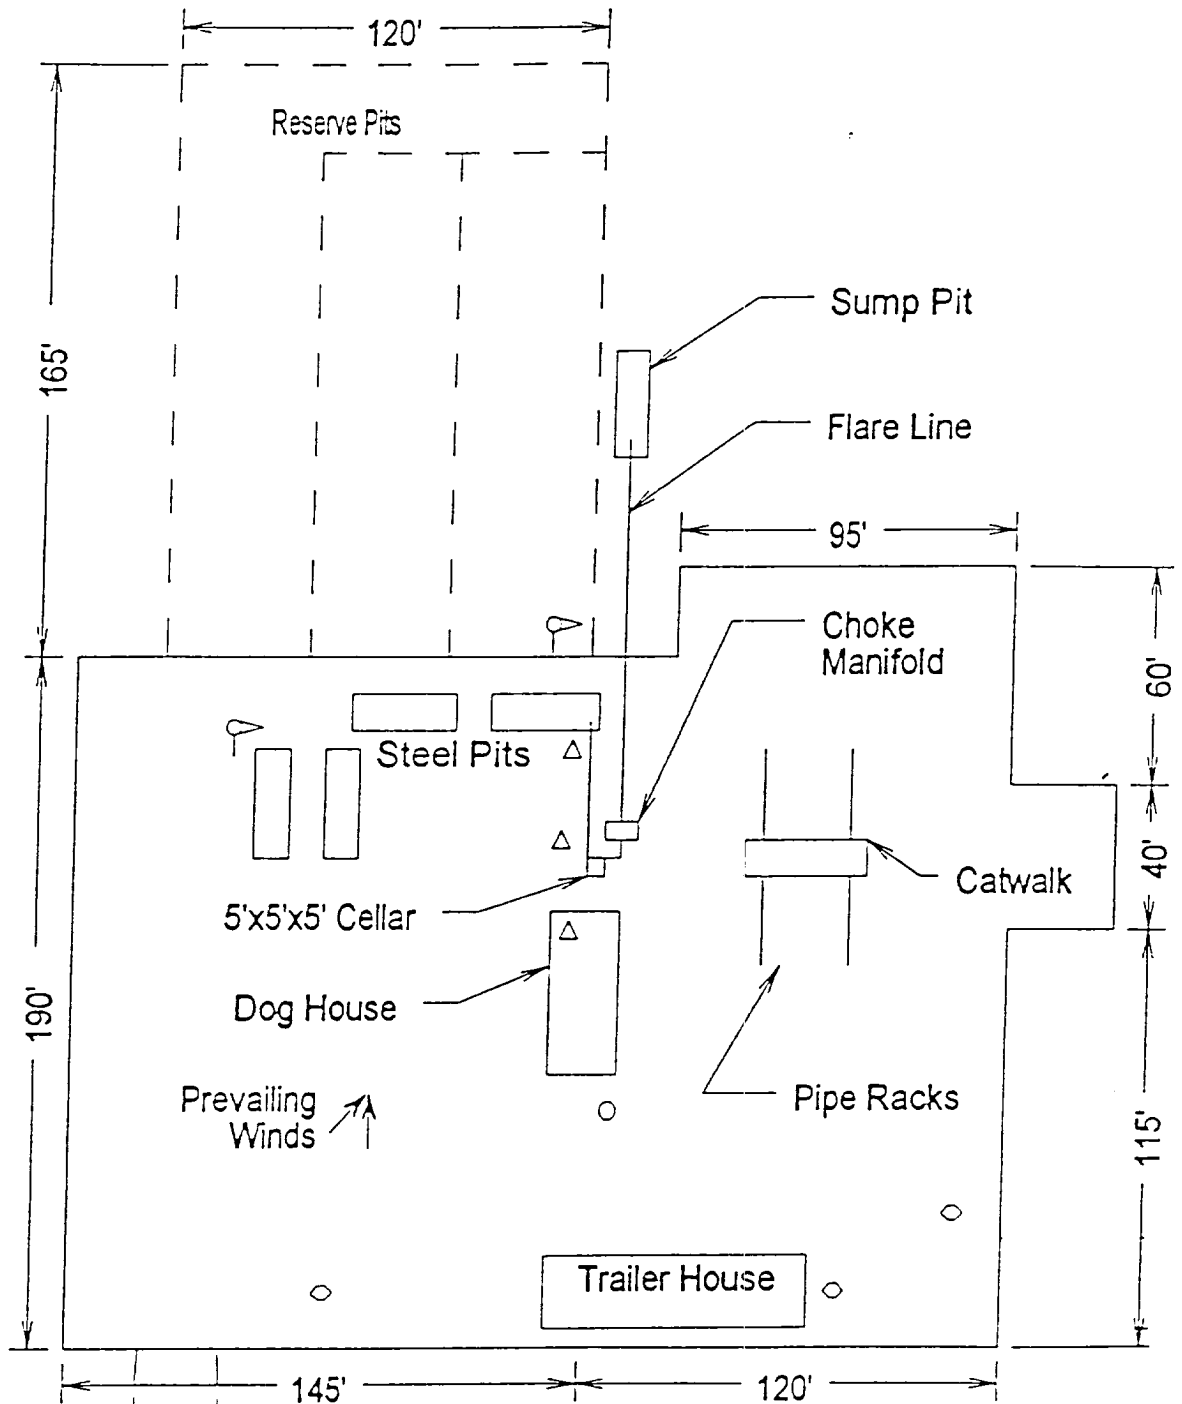 120'
Reserve Pits
Sump Pit
165'
Flare Line
95'
Choke
Manifold
60'
Steel Pits
40'
Catwalk
5'x5'x5' Cellar
190'
Dog House
Pipe Racks
Prevailing
Winds
115'
Trailer House
145'
120'